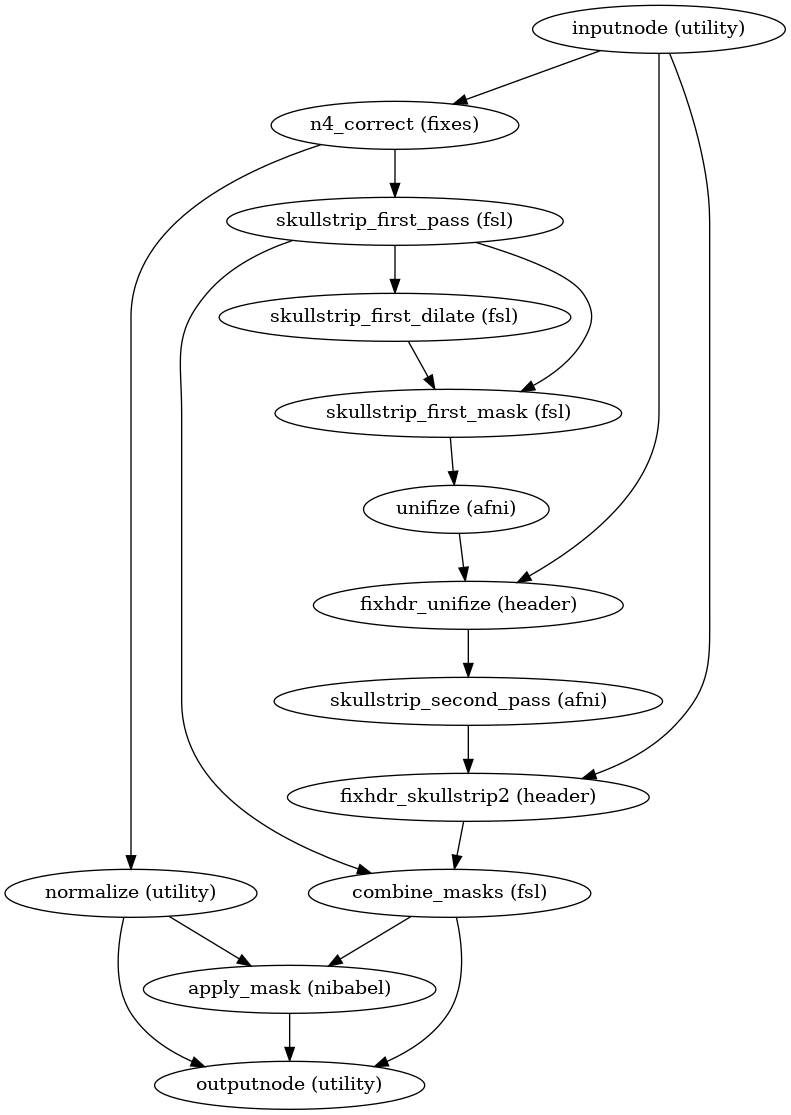 inputnode (utility)
n4_correct (fixes)
skullstrip_first_pass (fsl)
skullstrip_first_dilate (fsl)
skullstrip_first_mask (fsl)
unifize (afni)
fixhdr_unifize (header)
skullstrip_second_pass (afni)
fixhdr_skullstrip2 (header)
normalize (utility)
combine_masks (fsl)
apply_mask (nibabel)
outputnode (utility)